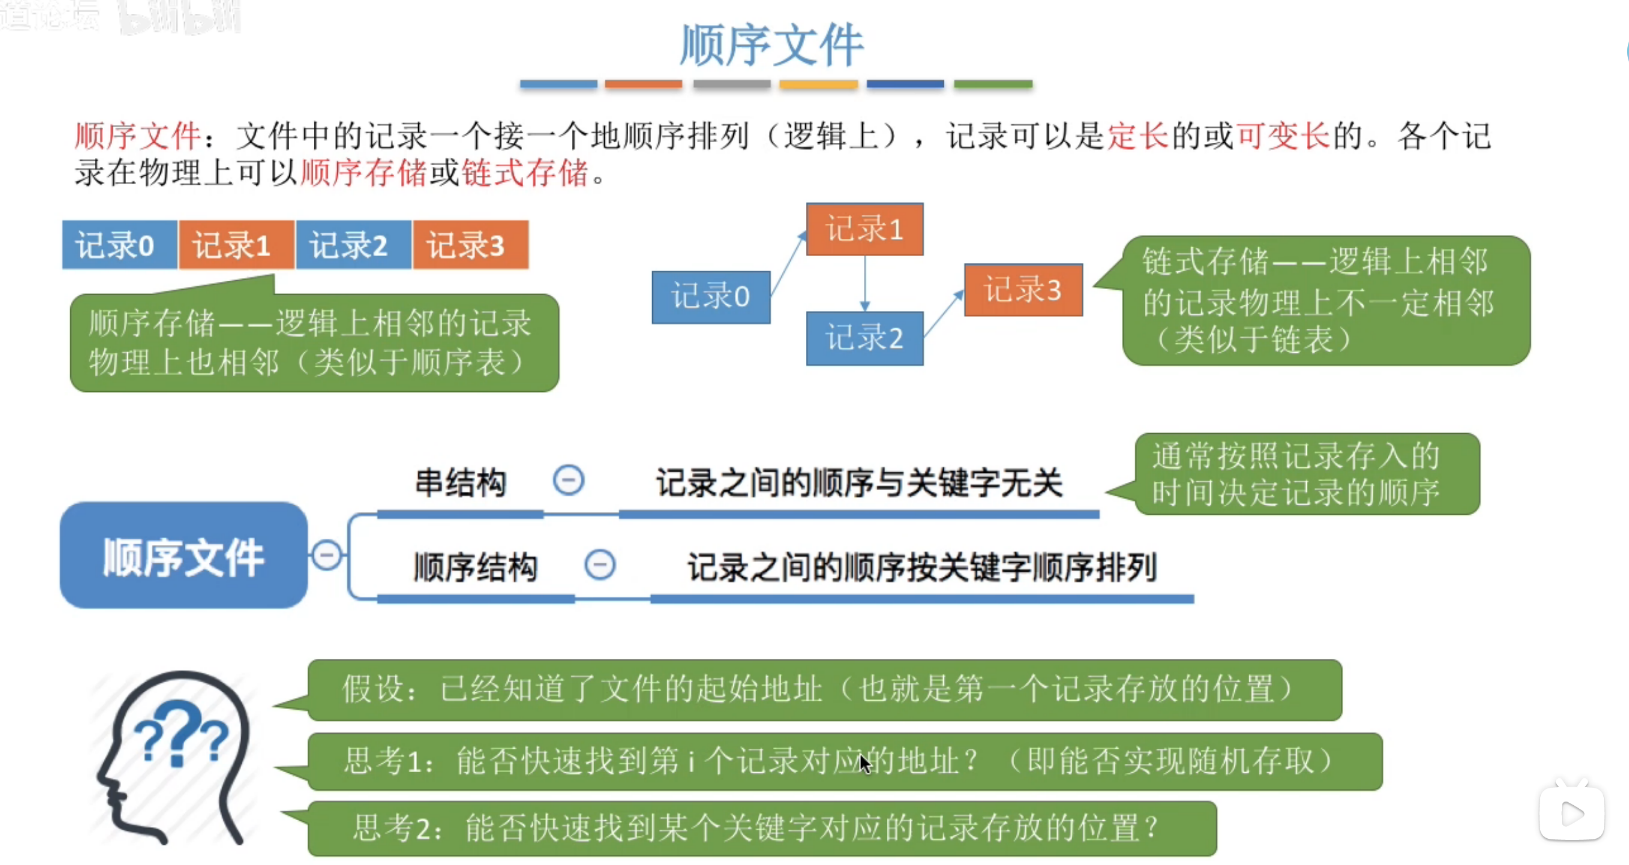 道论坛 bilibili
顺序文件
顺序文件：文件中的记录一个接一个地顺序排列（逻辑上），记录可以是定长的或可变长的。各个记
录在物理上可以顺序存储或链式存储。
记录0 记录1 记录2 记录3
顺序存储——逻辑上相邻的记录
物理上也相邻（类似于顺序表）
记录0
记录1
记录2
记录3
链式存储——逻辑上相邻
的记录物理上不一定相邻
（类似于链表）
顺序文件
串结构
记录之间的顺序与关键字无关
通常按照记录存入的
时间决定记录的顺序
顺序结构
记录之间的顺序按关键字顺序排列
???
假设：已经知道了文件的起始地址（也就是第一个记录存放的位置）
思考1：能否快速找到第 i 个记录对应的地址？（即能否实现随机存取）
思考2：能否快速找到某个关键字对应的记录存放的位置？